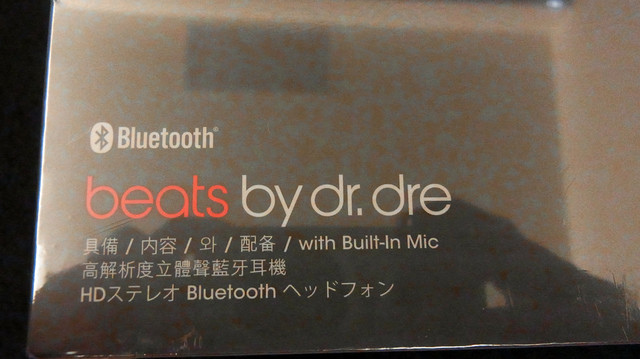 Bluetooth®
beats by dr. dre
具備 / 内容 / 와 / 配备 / with Built-In Mic
高解析度立體聲藍牙耳機
HDステレオ Bluetooth ヘッドフォン